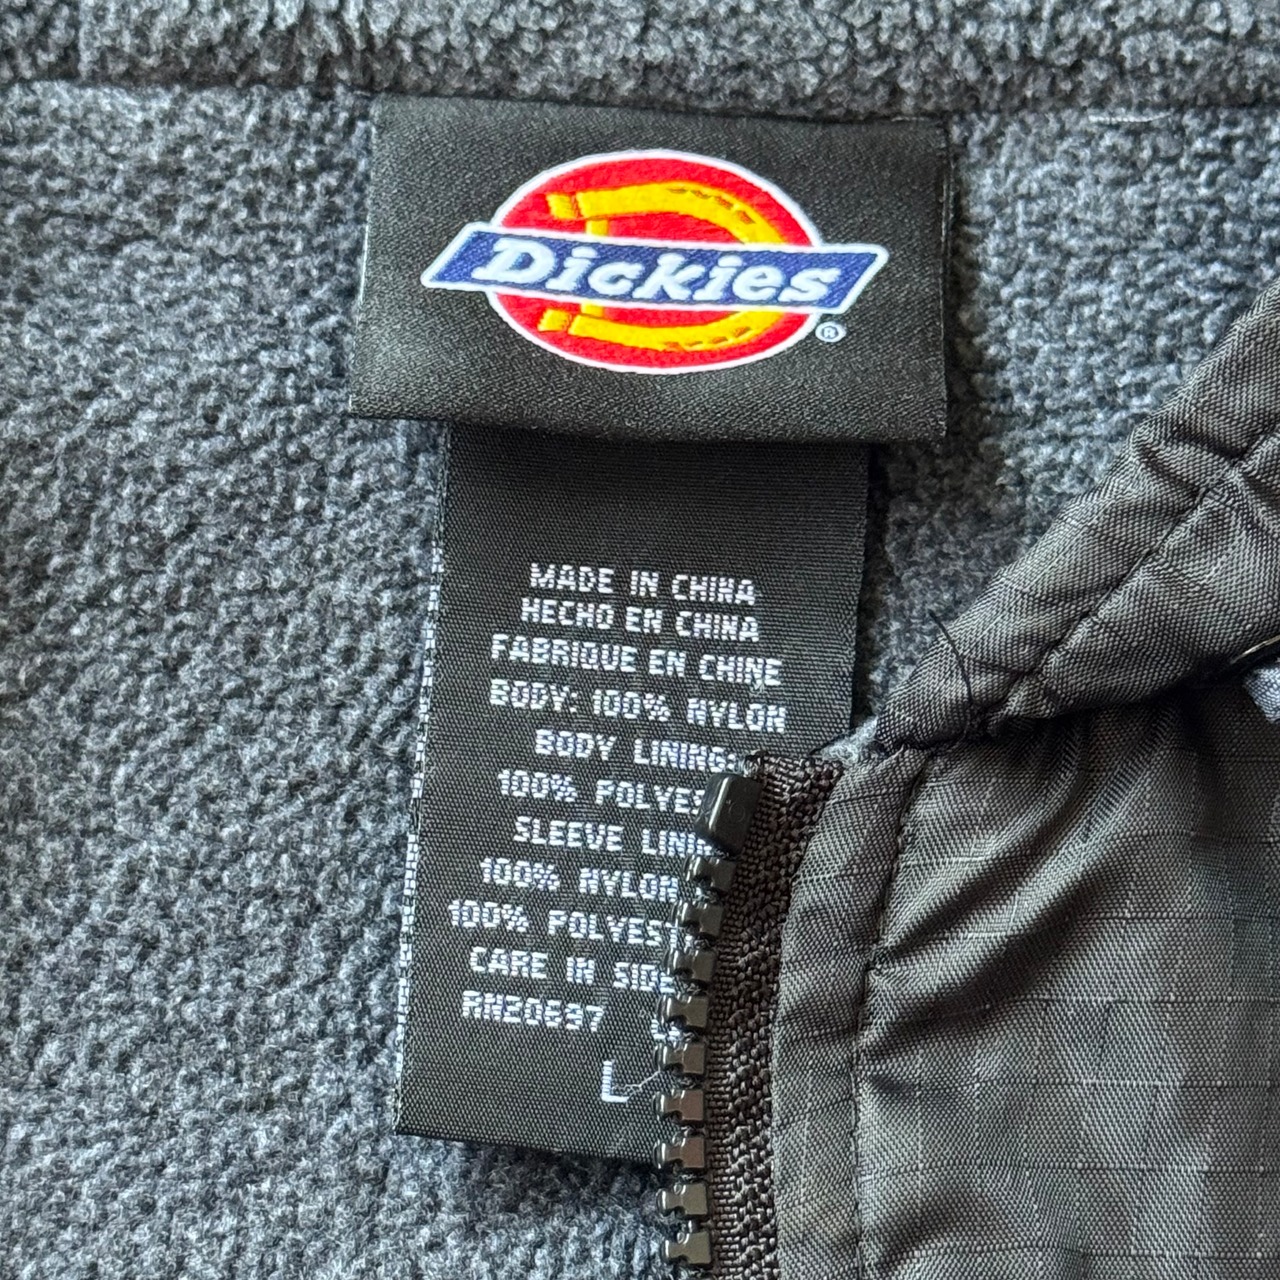 Dickies
®
MADE IN CHINA
HECHO EN CHINA
FABRIQUE EN CHINE
BODY: 100% NYLON
BODY LINING
100% POLYES
SLEEVE LINI
100% NYLON
100% POLYEST
CARE IN SIDE
RN20697
L